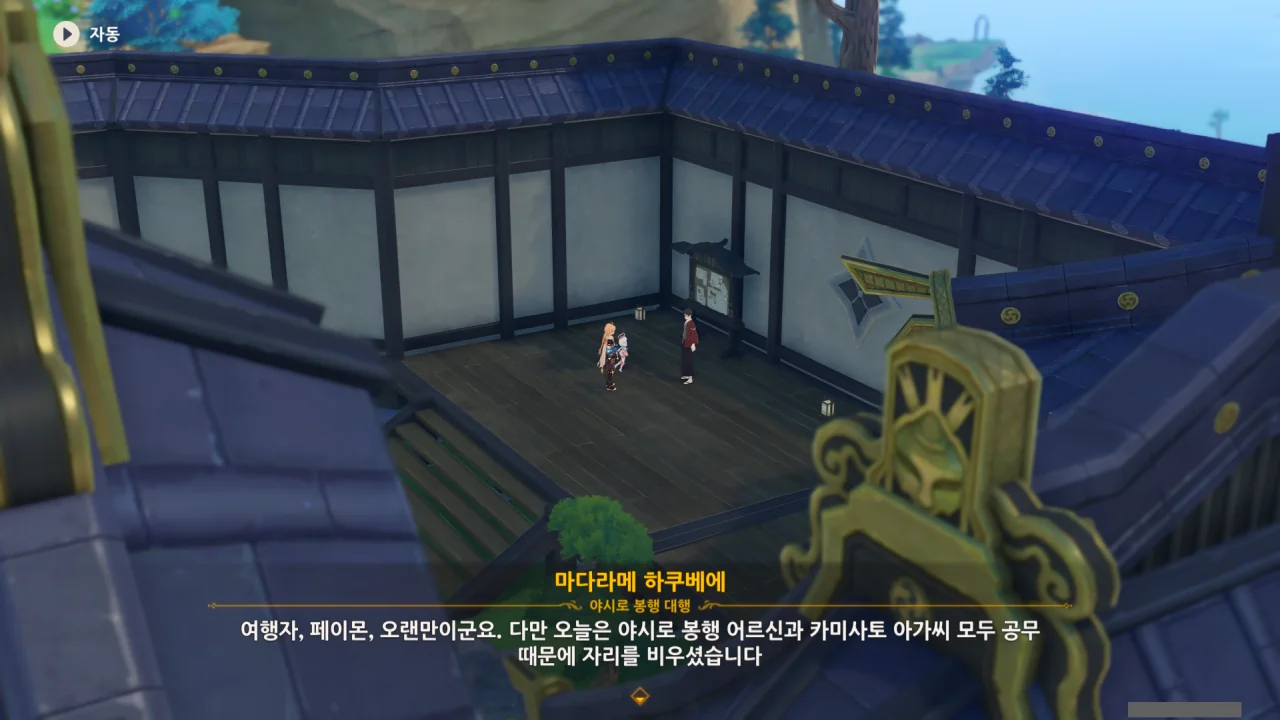 자동
마다라메 하쿠베에
야시로 봉행 대행
여행자, 페이몬, 오랜만이군요. 다만 오늘은 야시로 봉행 어르신과 카미사토 아가씨 모두 공무
때문에 자리를 비우셨습니다